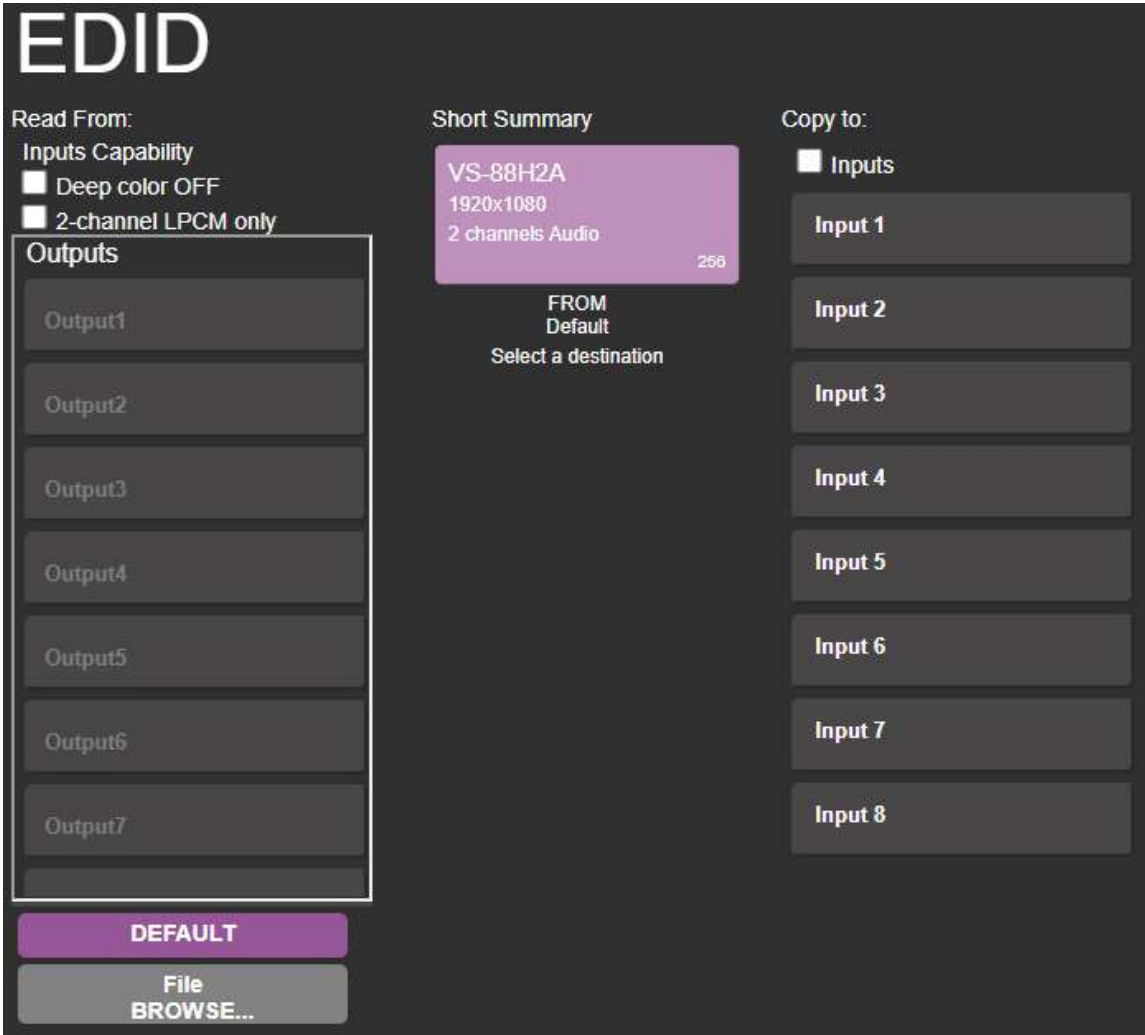 EDID
Read From:
Inputs Capability
Deep color OFF
2-channel LPCM only
Outputs
Output1
Output2
Output3
Output4
Output5
Output6
Output7
DEFAULT
File
BROWSE...
Short Summary
VS-88H2A
1920x1080
2 channels Audio
256
FROM
Default
Select a destination
Copy to:
Inputs
Input 1
Input 2
Input 3
Input 4
Input 5
Input 6
Input 7
Input 8